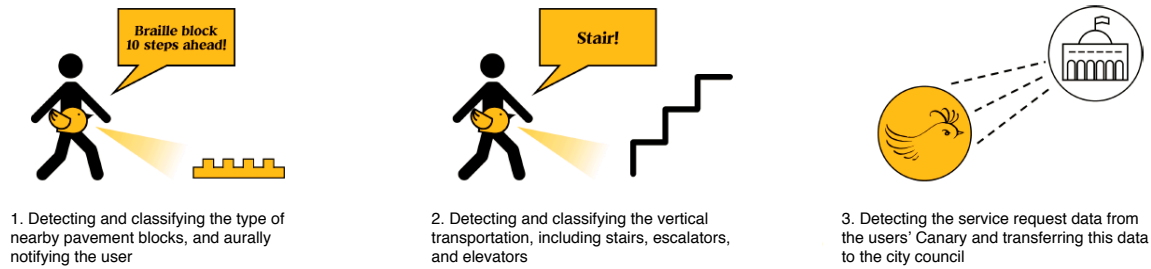 Braille block
10 steps ahead!
Stair!
1. Detecting and classifying the type of
nearby pavement blocks, and aurally
notifying the user
2. Detecting and classifying the vertical
transportation, including stairs, escalators,
and elevators
3. Detecting the service request data from
the users' Canary and transferring this data
to the city council